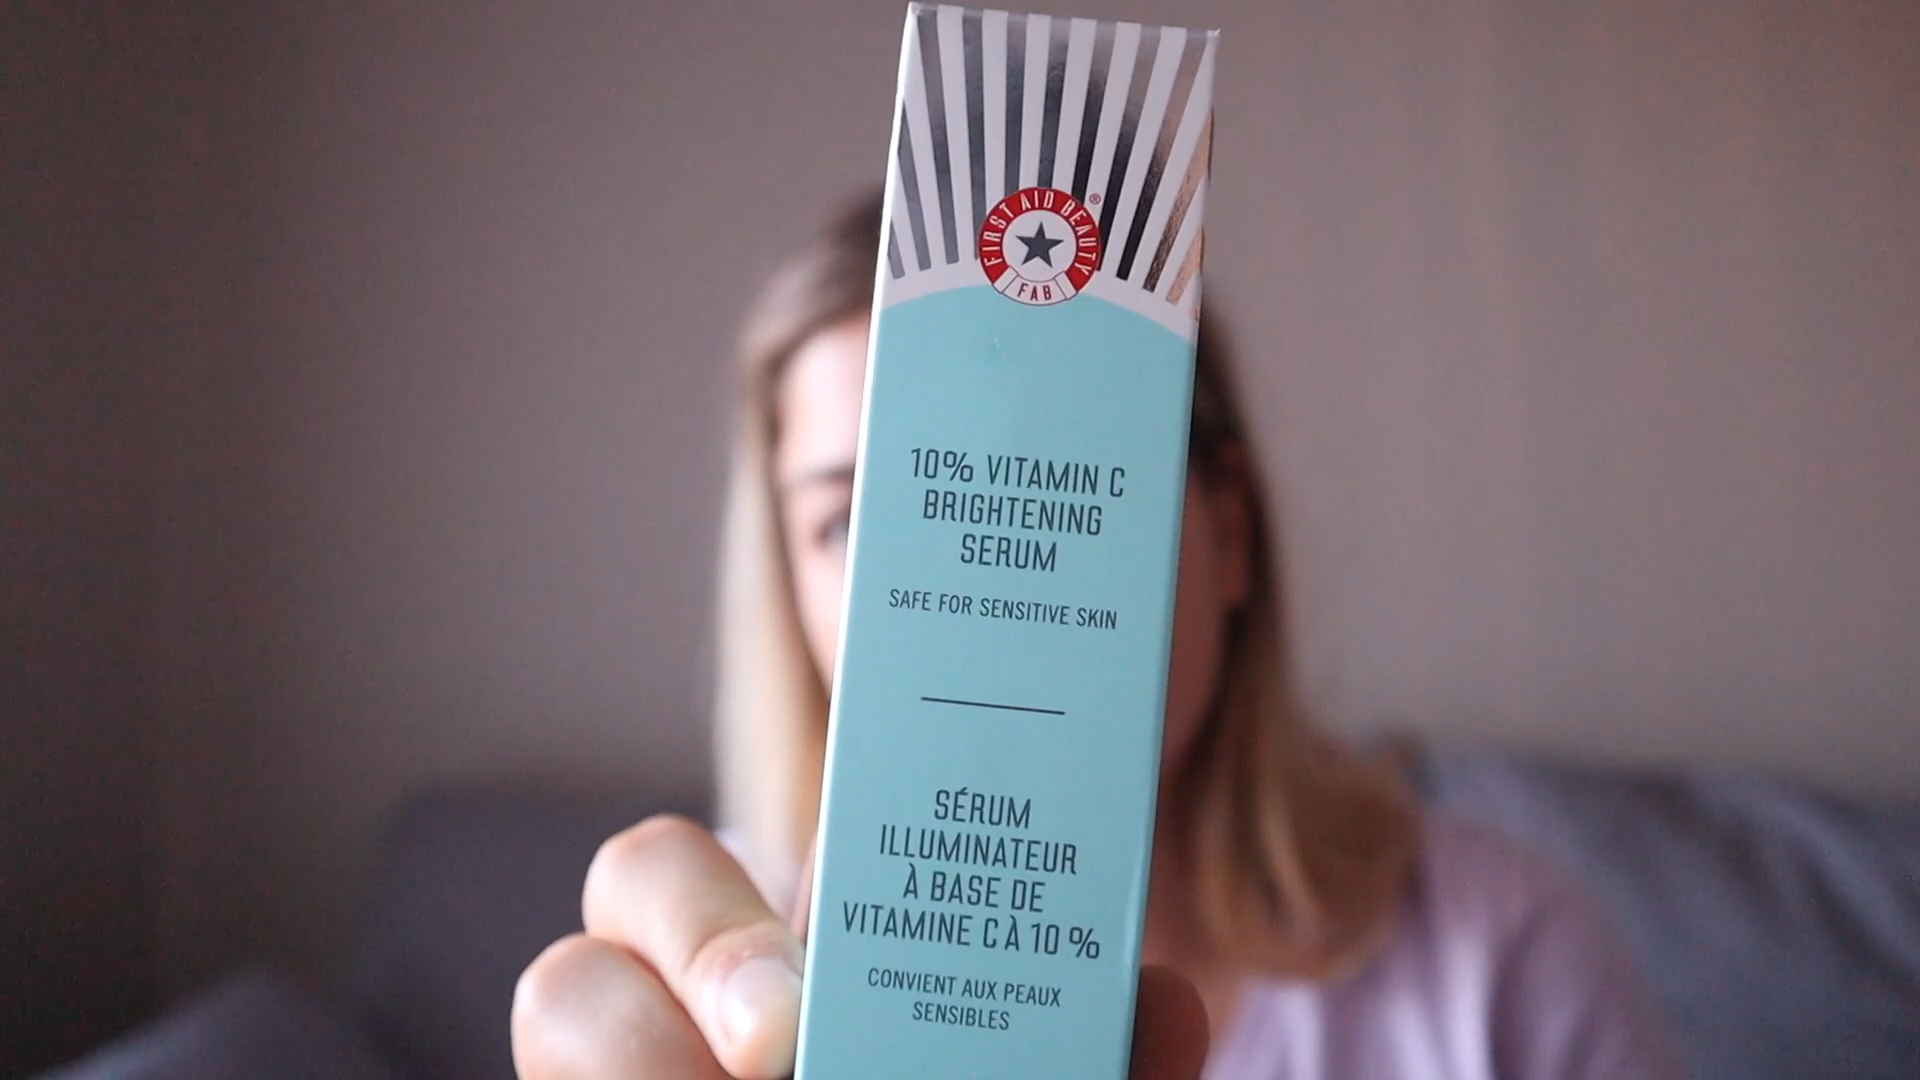 FIRST AID BEAUTY®
FAB
10% VITAMIN C
BRIGHTENING
SERUM
SAFE FOR SENSITIVE SKIN
SÉRUM
ILLUMINATEUR
À BASE DE
VITAMINE C À 10 %
CONVIENT AUX PEAUX
SENSIBLES